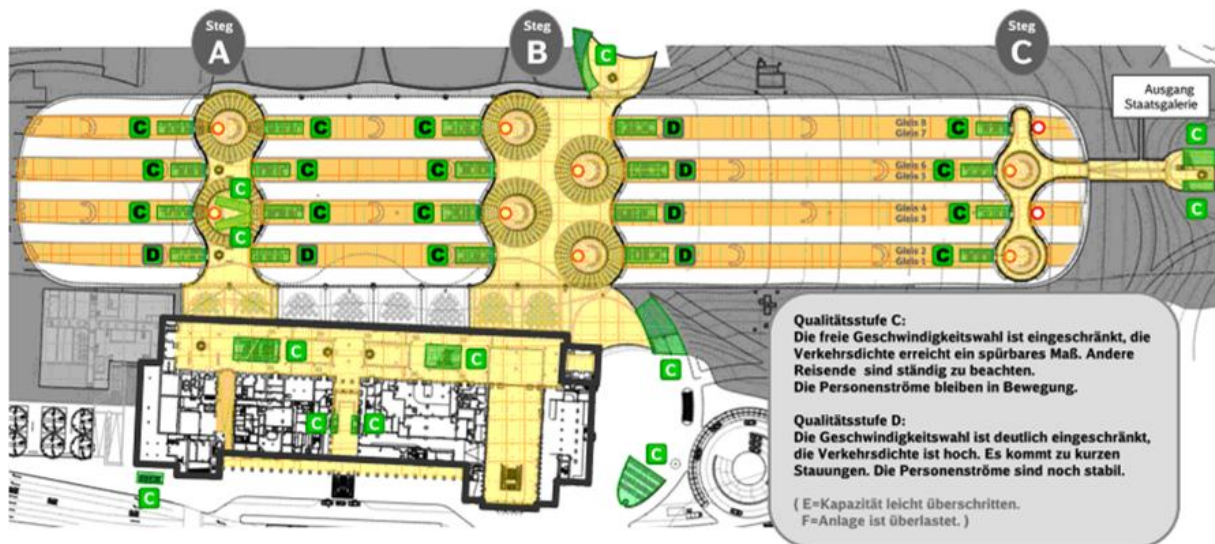 Steg
A
Steg
B
Steg
C
C
Ausgang
Staatsgalerie
C C C D Gleis 8 C
Gleis 7
C
C C C D Gleis 6 C
Gleis 5
C
C C C D Gleis 4 C
Gleis 3
C
C
D D C D Gleis 2 C
Gleis 1
C
C
C
C
C
C
C
Qualitätsstufe C:
Die freie Geschwindigkeitswahl ist eingeschränkt, die
Verkehrsdichte erreicht ein spürbares Maß. Andere
Reisende sind ständig zu beachten.
Die Personenströme bleiben in Bewegung.
Qualitätsstufe D:
Die Geschwindigkeitswahl ist deutlich eingeschränkt,
die Verkehrsdichte ist hoch. Es kommt zu kurzen
Stauungen. Die Personenströme sind noch stabil.
( E=Kapazität leicht überschritten.
F=Anlage ist überlastet. )